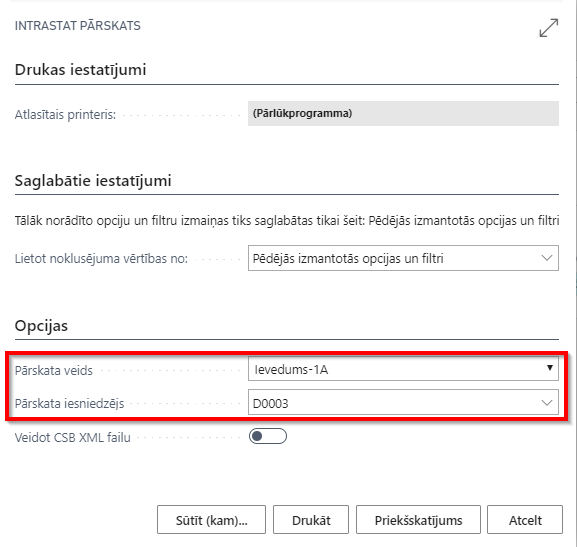 INTRASTAT PĀRSKATS
Drukas iestatījumi
Atlasītais printeris:
(Pārlūkprogramma)
Saglabātie iestatījumi
Tālāk norādīto opciju un filtru izmaiņas tiks saglabātas tikai šeit: Pēdējās izmantotās opcijas un filtri
Lietot noklusējuma vērtības no:
Pēdējās izmantotās opcijas un filtri
Opcijas
Pārskata veids
Ievedums-1A
Pārskata iesniedzējs
D0003
Veidot CSB XML failu
Sūtīt (kam)...
Drukāt
Priekšskatījums
Atcelt